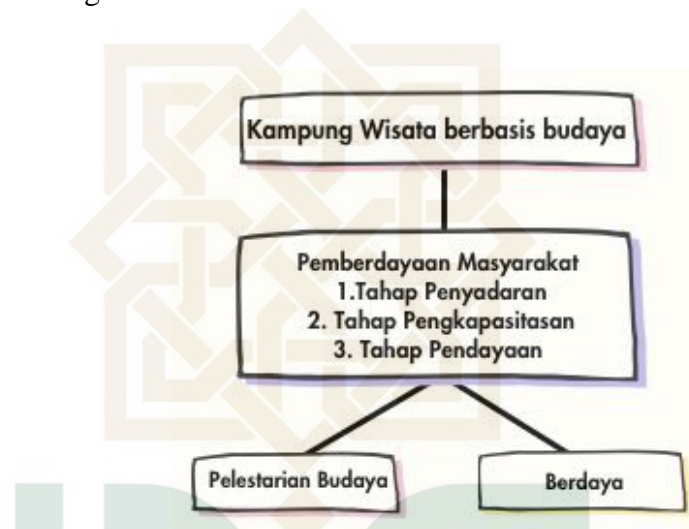 Kampung Wisata berbasis budaya
Pemberdayaan Masyarakat
1.Tahap Penyadaran
2. Tahap Pengkapasitasan
3. Tahap Pendayaan
Pelestarian Budaya
Berdaya